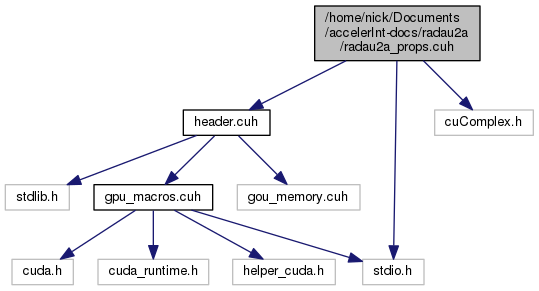 /home/nick/Documents
/accelerInt-docs/radau2a
/radau2a_props.cuh
header.cuh
cuComplex.h
stdlib.h
gpu_macros.cuh
gou_memory.cuh
cuda.h
cuda_runtime.h
helper_cuda.h
stdio.h